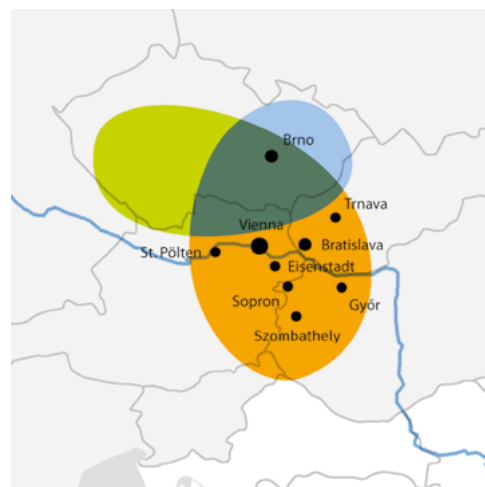 Brno
Trnava
Vienna
St. Pölten
Bratislava
Eisenstadt
Sopron
Győr
Szombathely